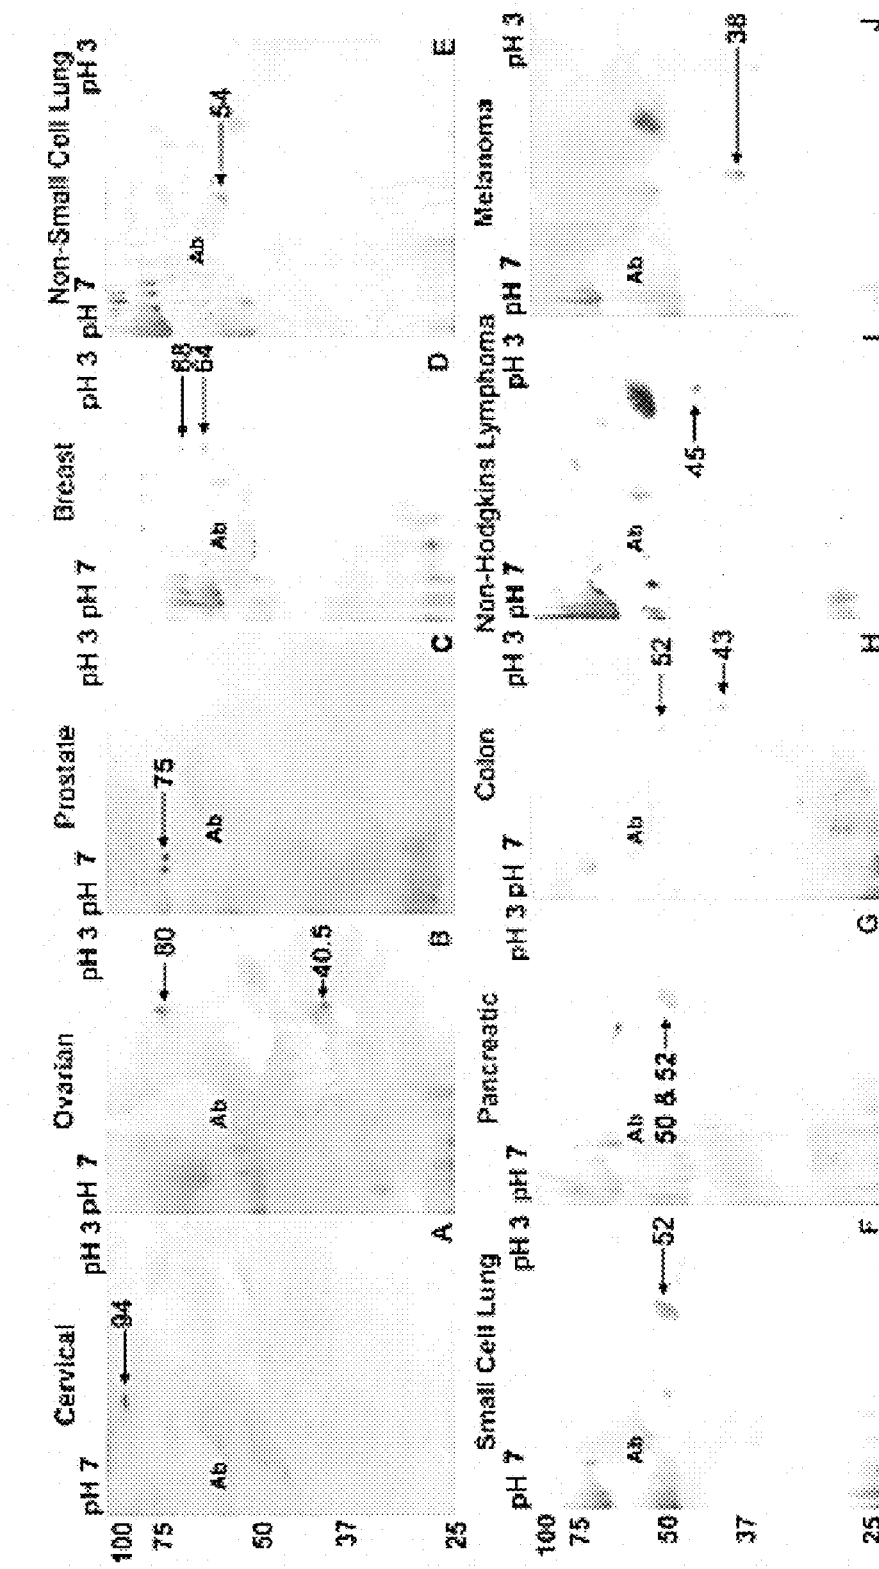 Cervical
Ovarian
Prostate
Breast
Non-Small Cell Lung
pH 7
pH 3
pH 7
pH 3
pH 7
pH 3
pH 7
pH 3
pH 7
pH 3
100
75
50
37
25
94
Ab
A
80
Ab
40.5
B
75
Ab
C
Ab
D
54
Ab
E
Small Cell Lung
Pancreatic
Colon
Non-Hodgkins Lymphoma
Melanoma
pH 7
pH 3
pH 7
pH 3
pH 7
pH 3
pH 7
pH 3
pH 7
pH 3
100
75
50
37
25
Ab
52
F
Ab
50 & 52
G
Ab
52
43
H
Ab
45
I
Ab
38
J